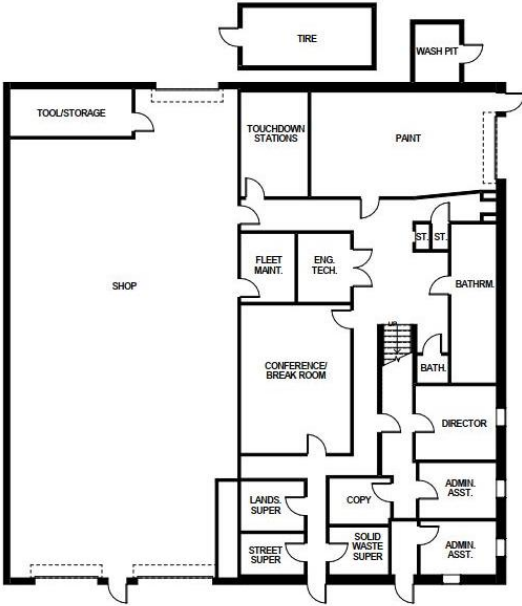 TIRE
WASH PIT
TOOL/STORAGE
TOUCHDOWN
STATIONS
PAINT
ST.
ST.
FLEET
MAINT.
ENG.
TECH.
BATHRM.
SHOP
UP
CONFERENCE/
BREAK ROOM
BATH.
DIRECTOR
LANDS.
SUPER
COPY
ADMIN.
ASST.
STREET
SUPER
SOLID
WASTE
SUPER
ADMIN.
ASST.